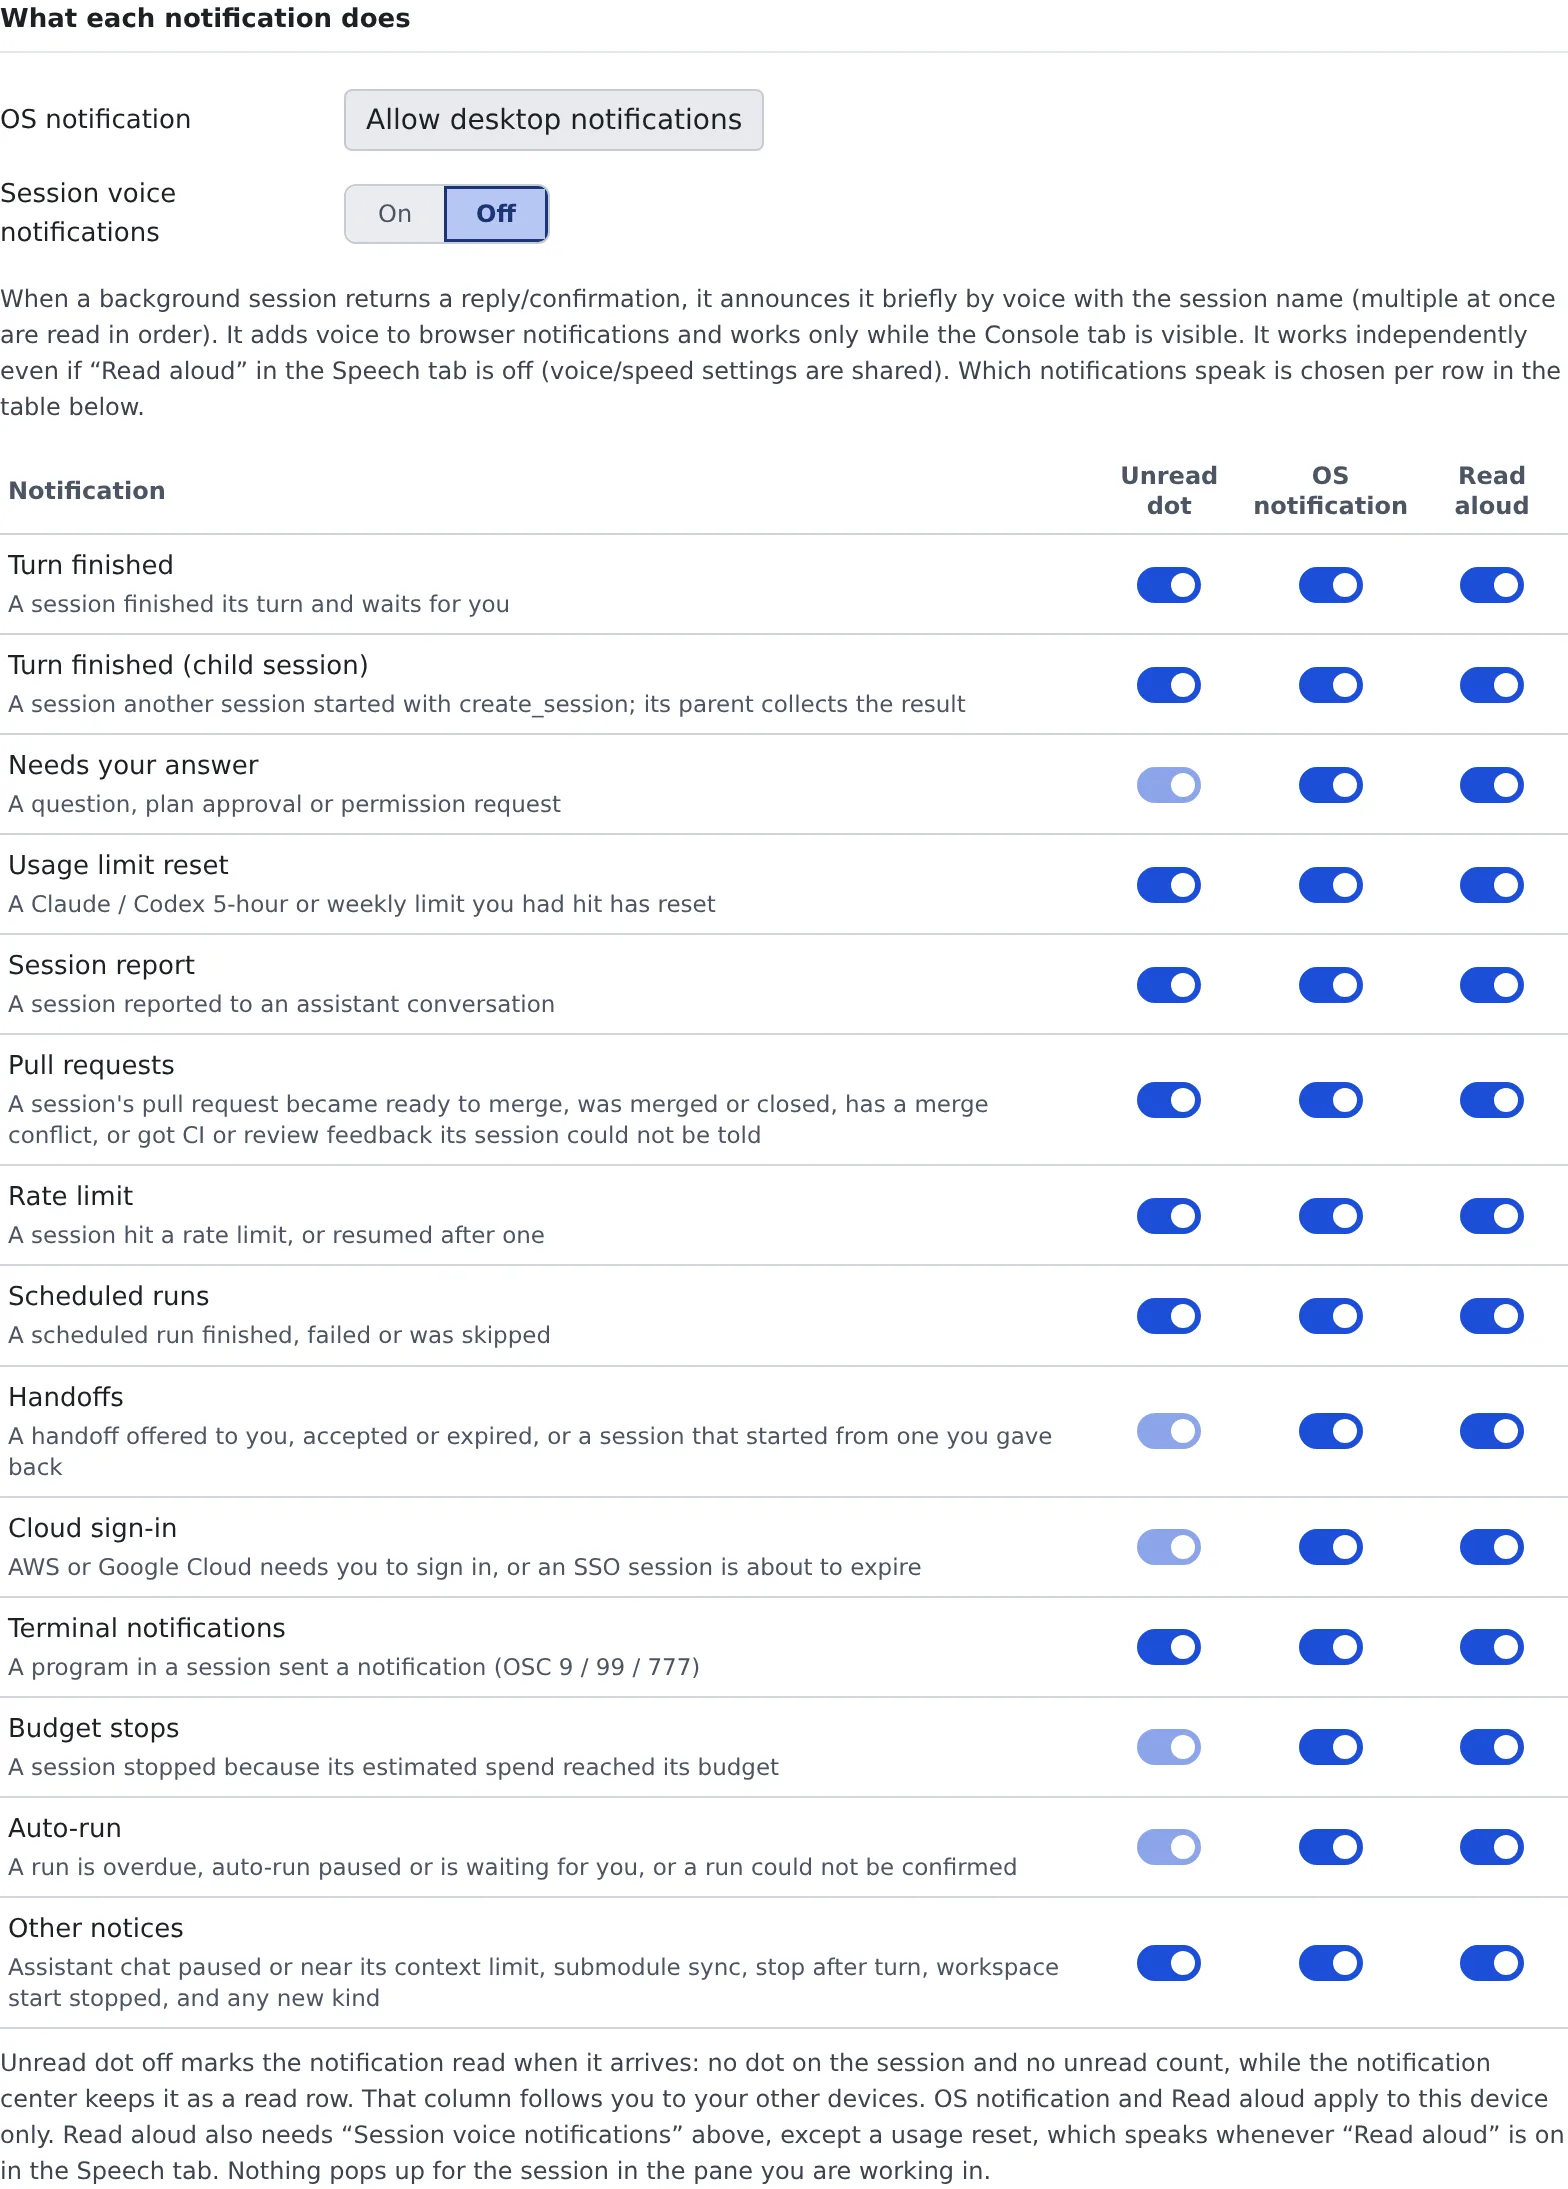 What each notification does
OS notification
Allow desktop notifications
Session voice
notifications
On
Off
When a background session returns a reply/confirmation, it announces it briefly by voice with the session name (multiple at once
are read in order). It adds voice to browser notifications and works only while the Console tab is visible. It works independently
even if “Read aloud” in the Speech tab is off (voice/speed settings are shared). Which notifications speak is chosen per row in the
table below.
Notification
Unread
dot
OS
notification
Read
aloud
Turn finished
A session finished its turn and waits for you
Turn finished (child session)
A session another session started with create_session; its parent collects the result
Needs your answer
A question, plan approval or permission request
Usage limit reset
A Claude / Codex 5-hour or weekly limit you had hit has reset
Session report
A session reported to an assistant conversation
Pull requests
A session's pull request became ready to merge, was merged or closed, has a merge
conflict, or got CI or review feedback its session could not be told
Rate limit
A session hit a rate limit, or resumed after one
Scheduled runs
A scheduled run finished, failed or was skipped
Handoffs
A handoff offered to you, accepted or expired, or a session that started from one you gave
back
Cloud sign-in
AWS or Google Cloud needs you to sign in, or an SSO session is about to expire
Terminal notifications
A program in a session sent a notification (OSC 9 / 99 / 777)
Budget stops
A session stopped because its estimated spend reached its budget
Auto-run
A run is overdue, auto-run paused or is waiting for you, or a run could not be confirmed
Other notices
Assistant chat paused or near its context limit, submodule sync, stop after turn, workspace
start stopped, and any new kind
Unread dot off marks the notification read when it arrives: no dot on the session and no unread count, while the notification
center keeps it as a read row. That column follows you to your other devices. OS notification and Read aloud apply to this device
only. Read aloud also needs “Session voice notifications” above, except a usage reset, which speaks whenever “Read aloud” is on
in the Speech tab. Nothing pops up for the session in the pane you are working in.